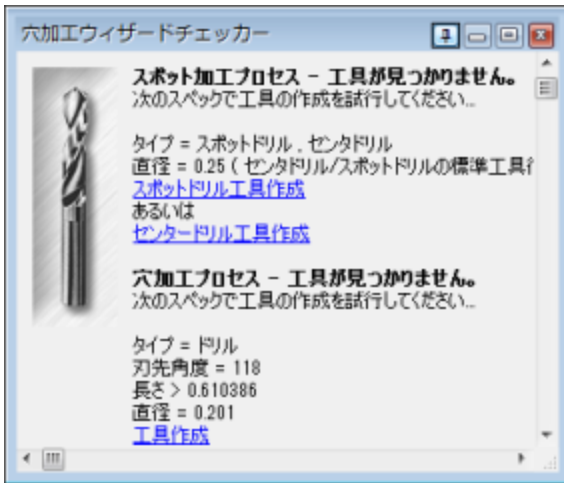 穴加工ウィザードチェッカー
スポット加工プロセス - 工具が見つかりません。
次のスペックで工具の作成を試行してください...
タイプ = スポットドリル , センタドリル
直径 = 0.25 ( センタドリル/スポットドリルの標準工具
スポットドリル工具作成
あるいは
センタードリル工具作成
穴加工プロセス - 工具が見つかりません。
次のスペックで工具の作成を試行してください...
タイプ = ドリル
刃先角度 = 118
長さ > 0.610386
直径 = 0.201
工具作成